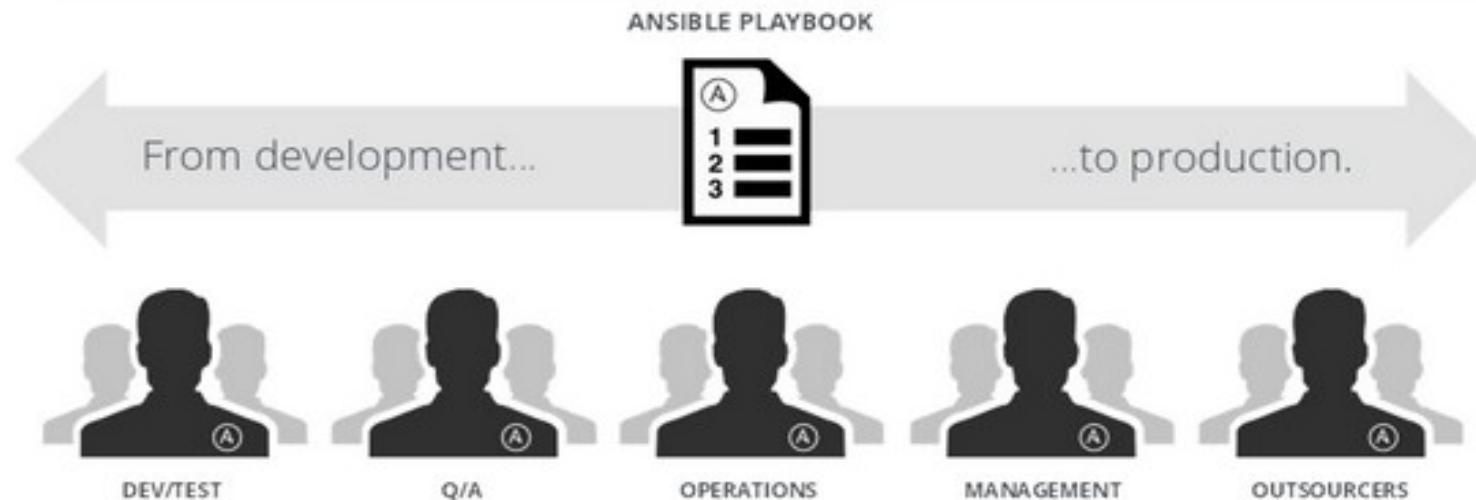 ANSIBLE PLAYBOOK
A
From development...
1
2
3
...to production.
A
A
A
A
A
DEV/TEST
Q/A
OPERATIONS
MANAGEMENT
OUTSOURCERS